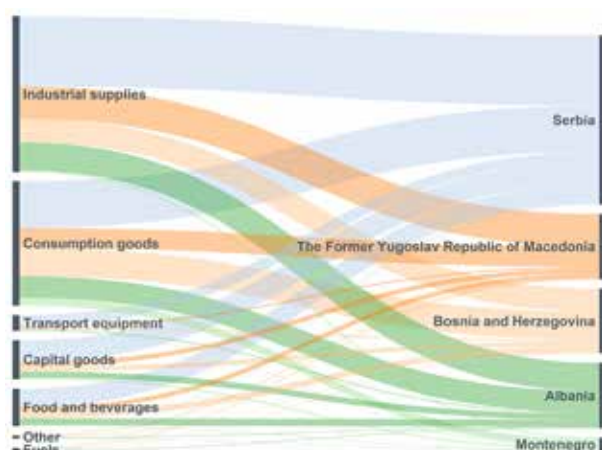 Industrial supplies
Serbia
Consumption goods
The Former Yugoslav Republic of Macedonia
Transport equipment
Bosnia and Herzegovina
Capital goods
Food and beverages
Albania
Other
Montenegro
Fuels